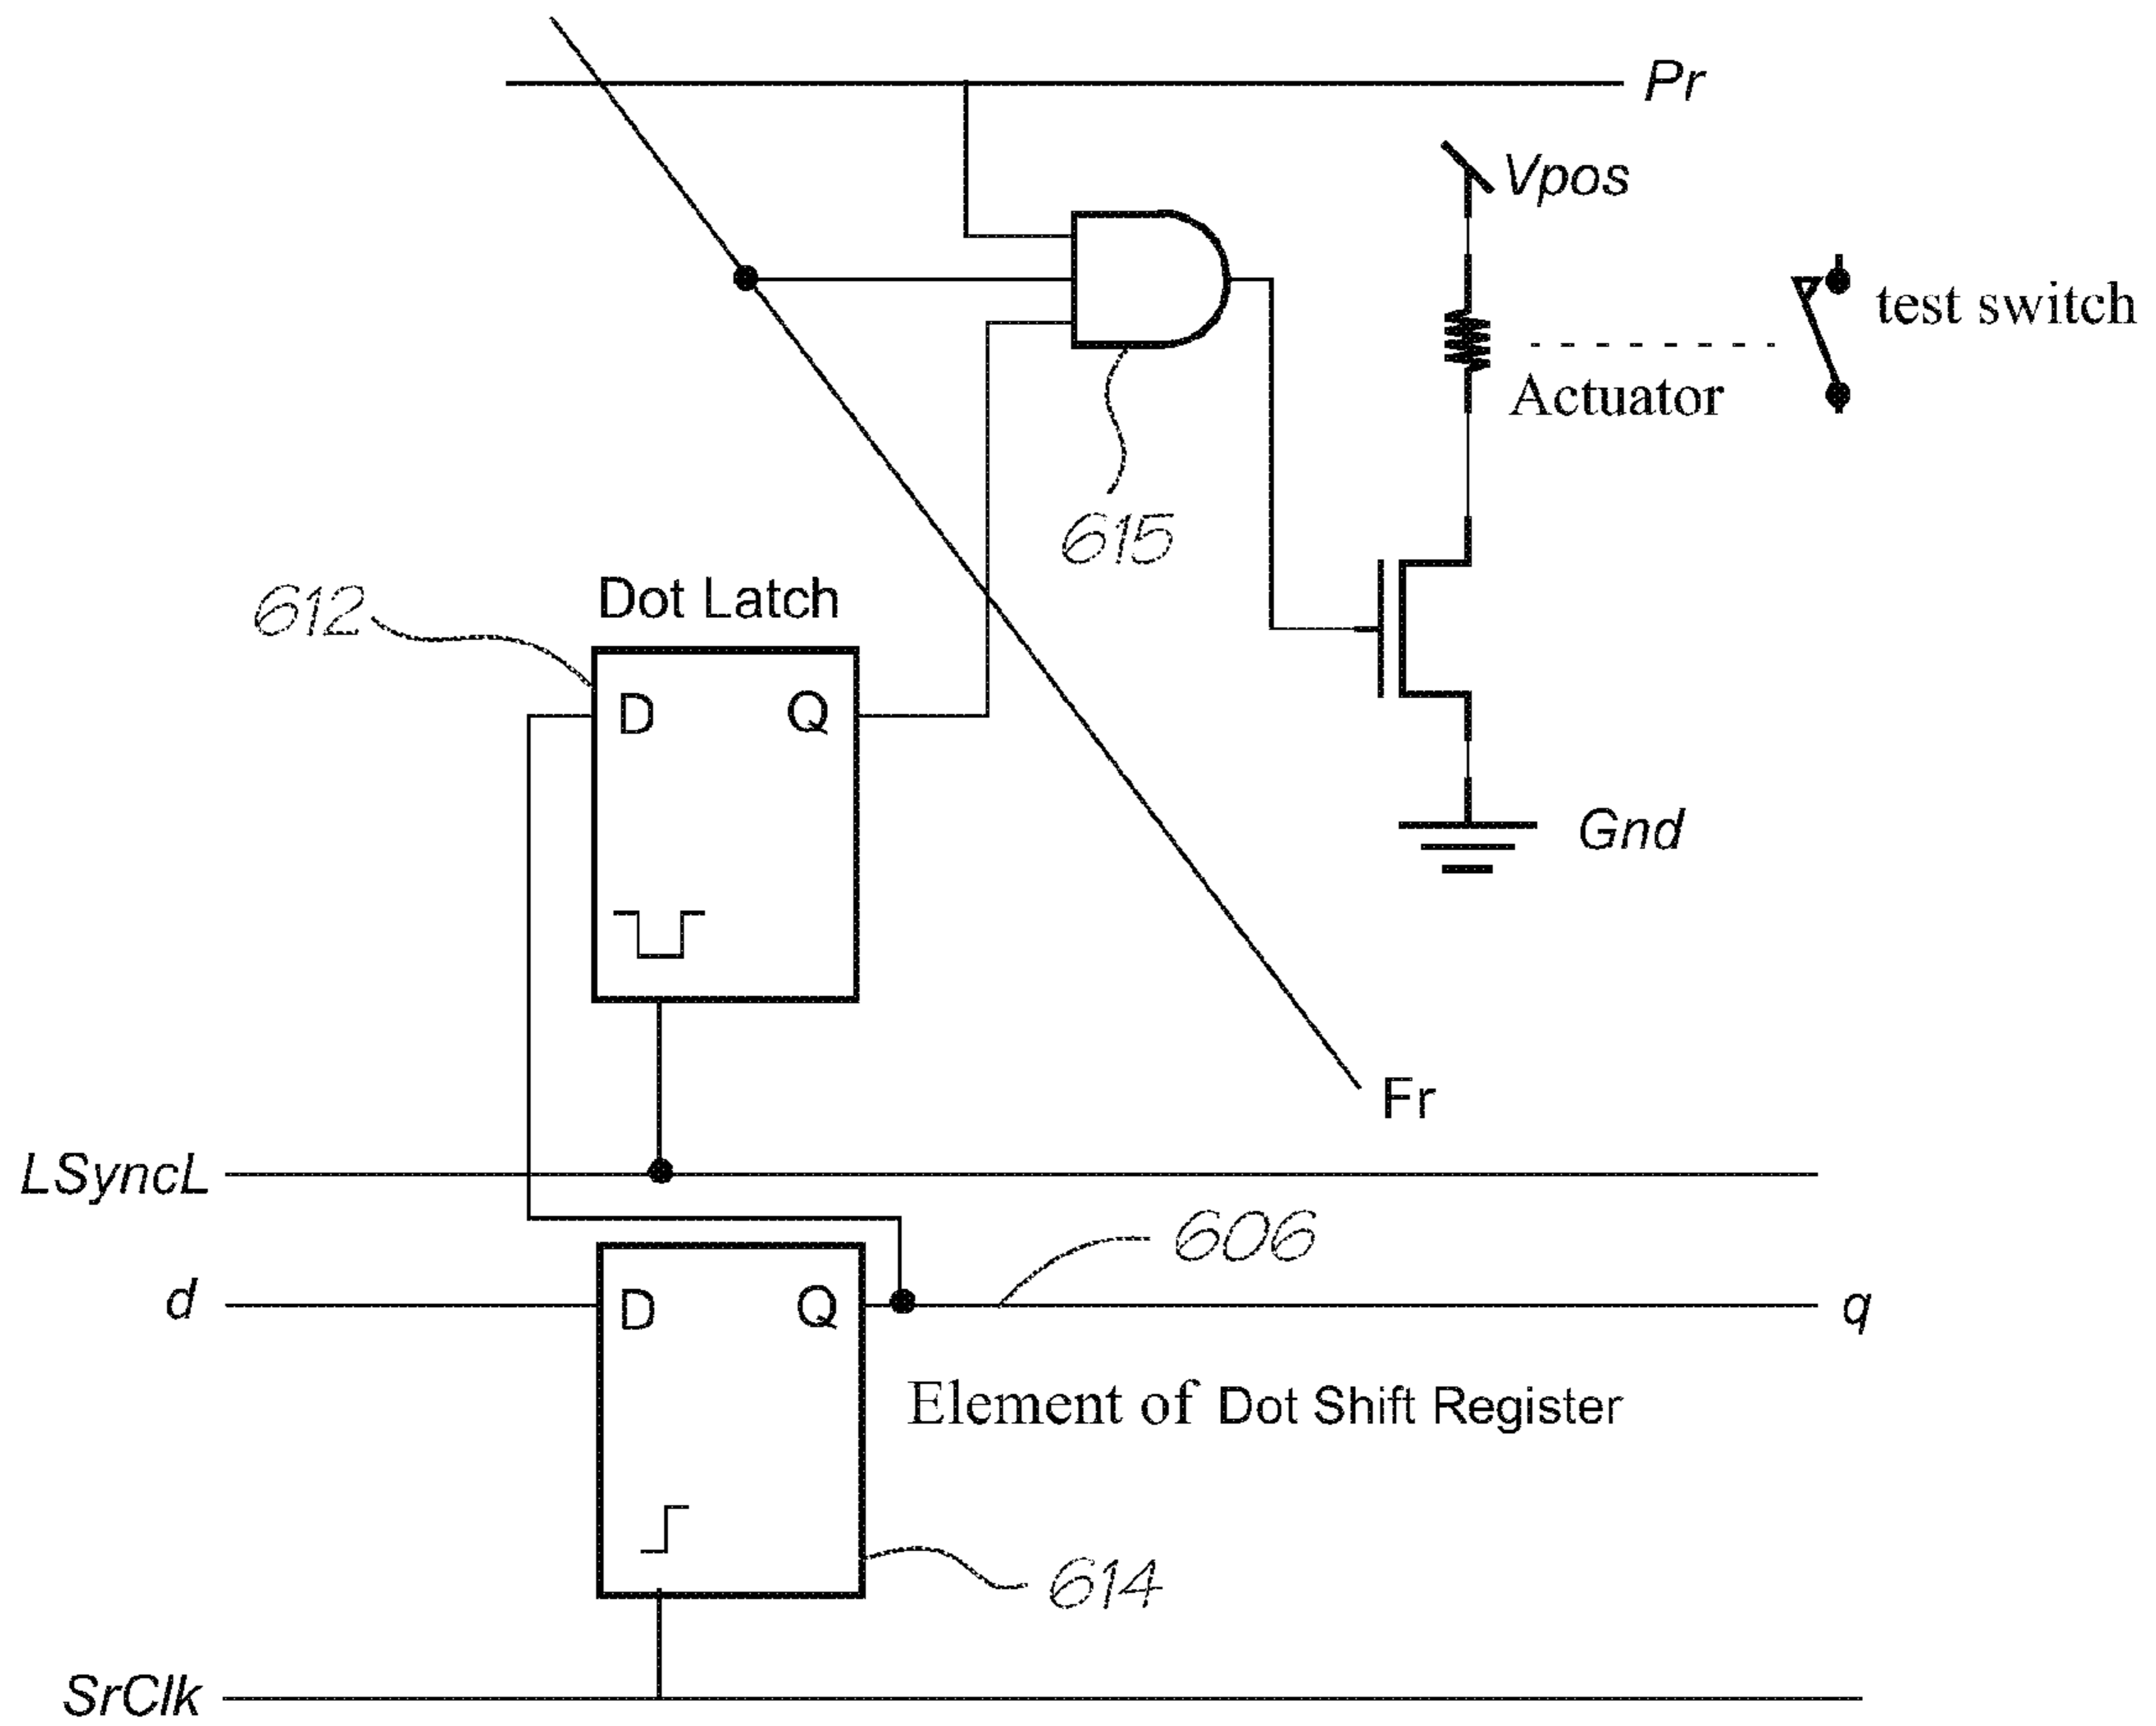 Pr
Vpos
test switch
Actuator
615
612
Dot Latch
D Q
Gnd
Fr
LSyncL
606
d
D Q
q
Element of Dot Shift Register
614
SrClk